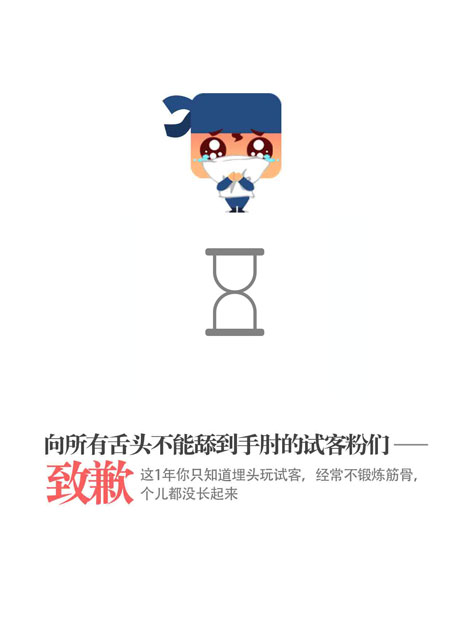 向所有舌头不能舔到手肘的试客粉们——
致歉
这1年你只知道埋头玩试客，经常不锻炼筋骨，
个儿都没长起来